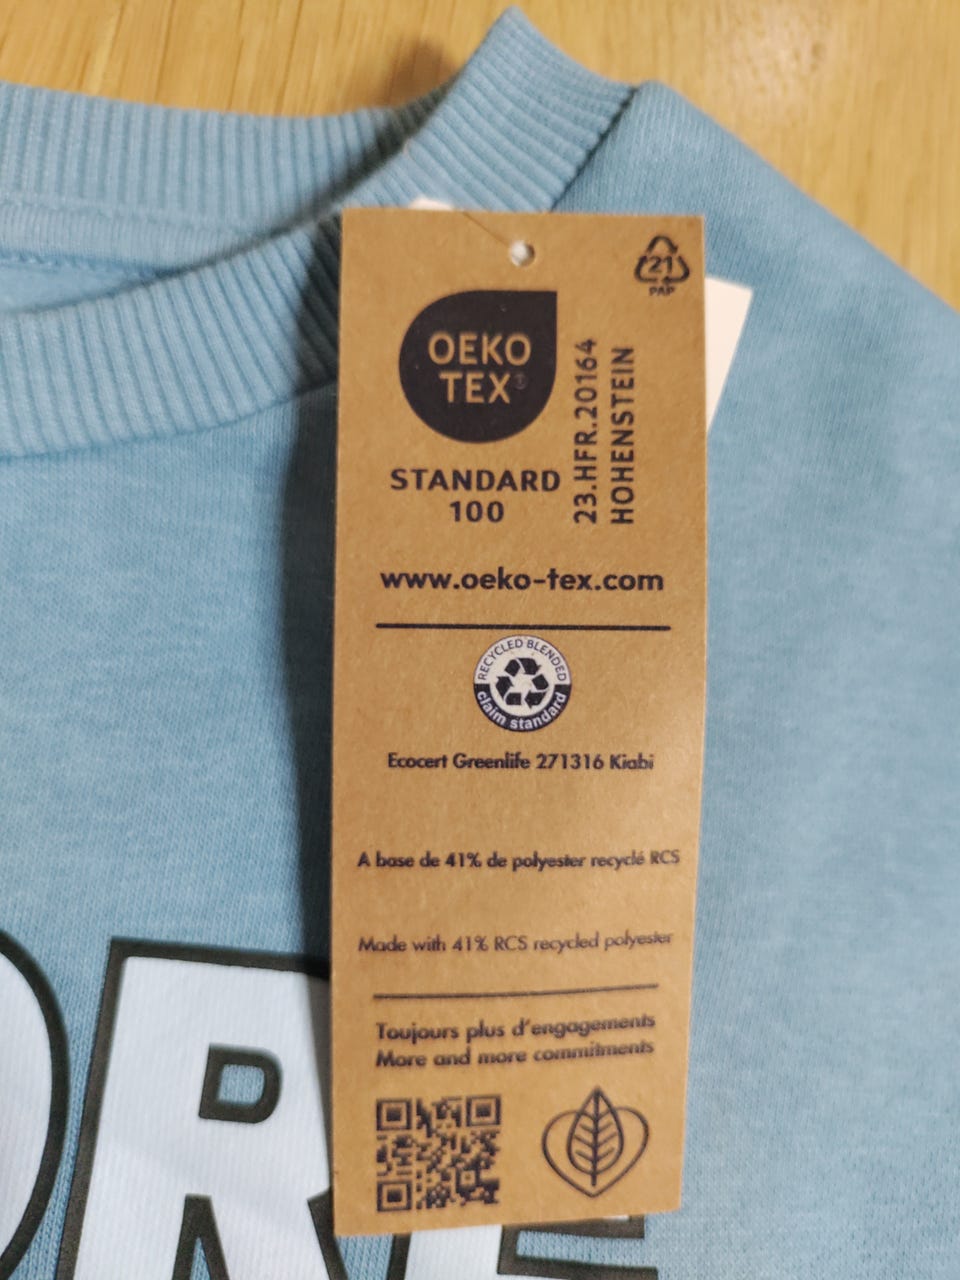 21
PAP
OEKO
TEX®
STANDARD
100
23.HFR.20164
HOHENSTEIN
www.oeko-tex.com
RECYCLED BLENDED
claim standard
Ecocert Greenlife 271316 Kiabi
A base de 41% de polyester recyclé RCS
Made with 41% RCS recycled polyester
Toujours plus d'engagements
More and more commitments
ORE